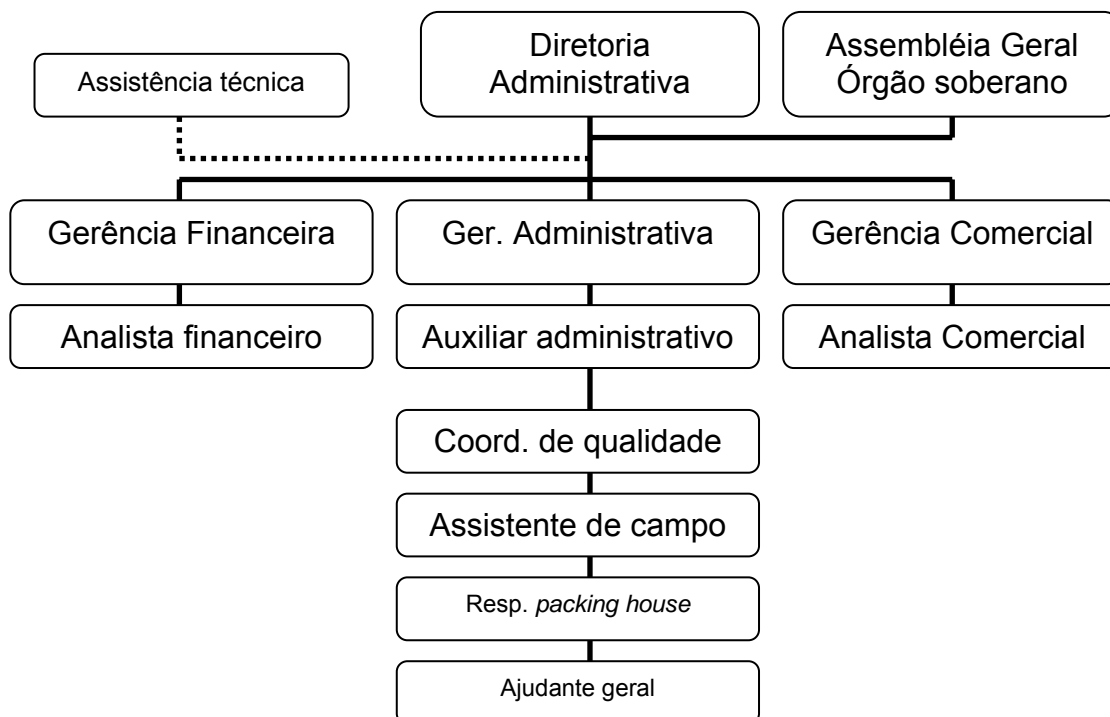 Diretoria
Administrativa
Assembléia Geral
Órgão soberano
Assistência técnica
Gerência Financeira
Ger. Administrativa
Gerência Comercial
Analista financeiro
Auxiliar administrativo
Analista Comercial
Coord. de qualidade
Assistente de campo
Resp. packing house
Ajudante geral